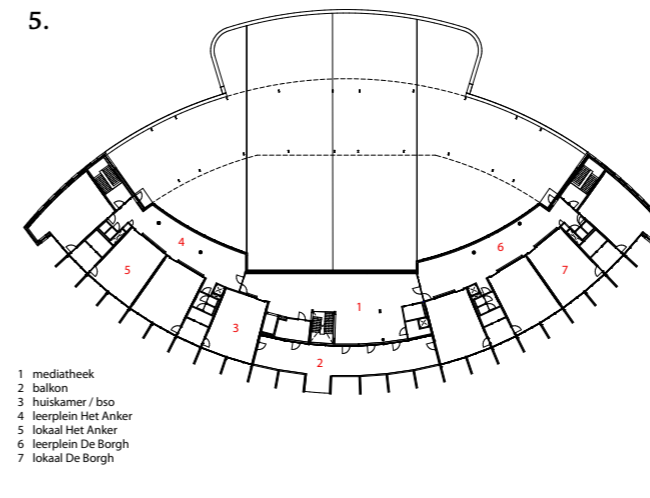 5.
4
6
5
7
1
3
2
1 mediatheek
2 balkon
3 huiskamer / bso
4 leerplein Het Anker
5 lokaal Het Anker
6 leerplein De Borgh
7 lokaal De Borgh